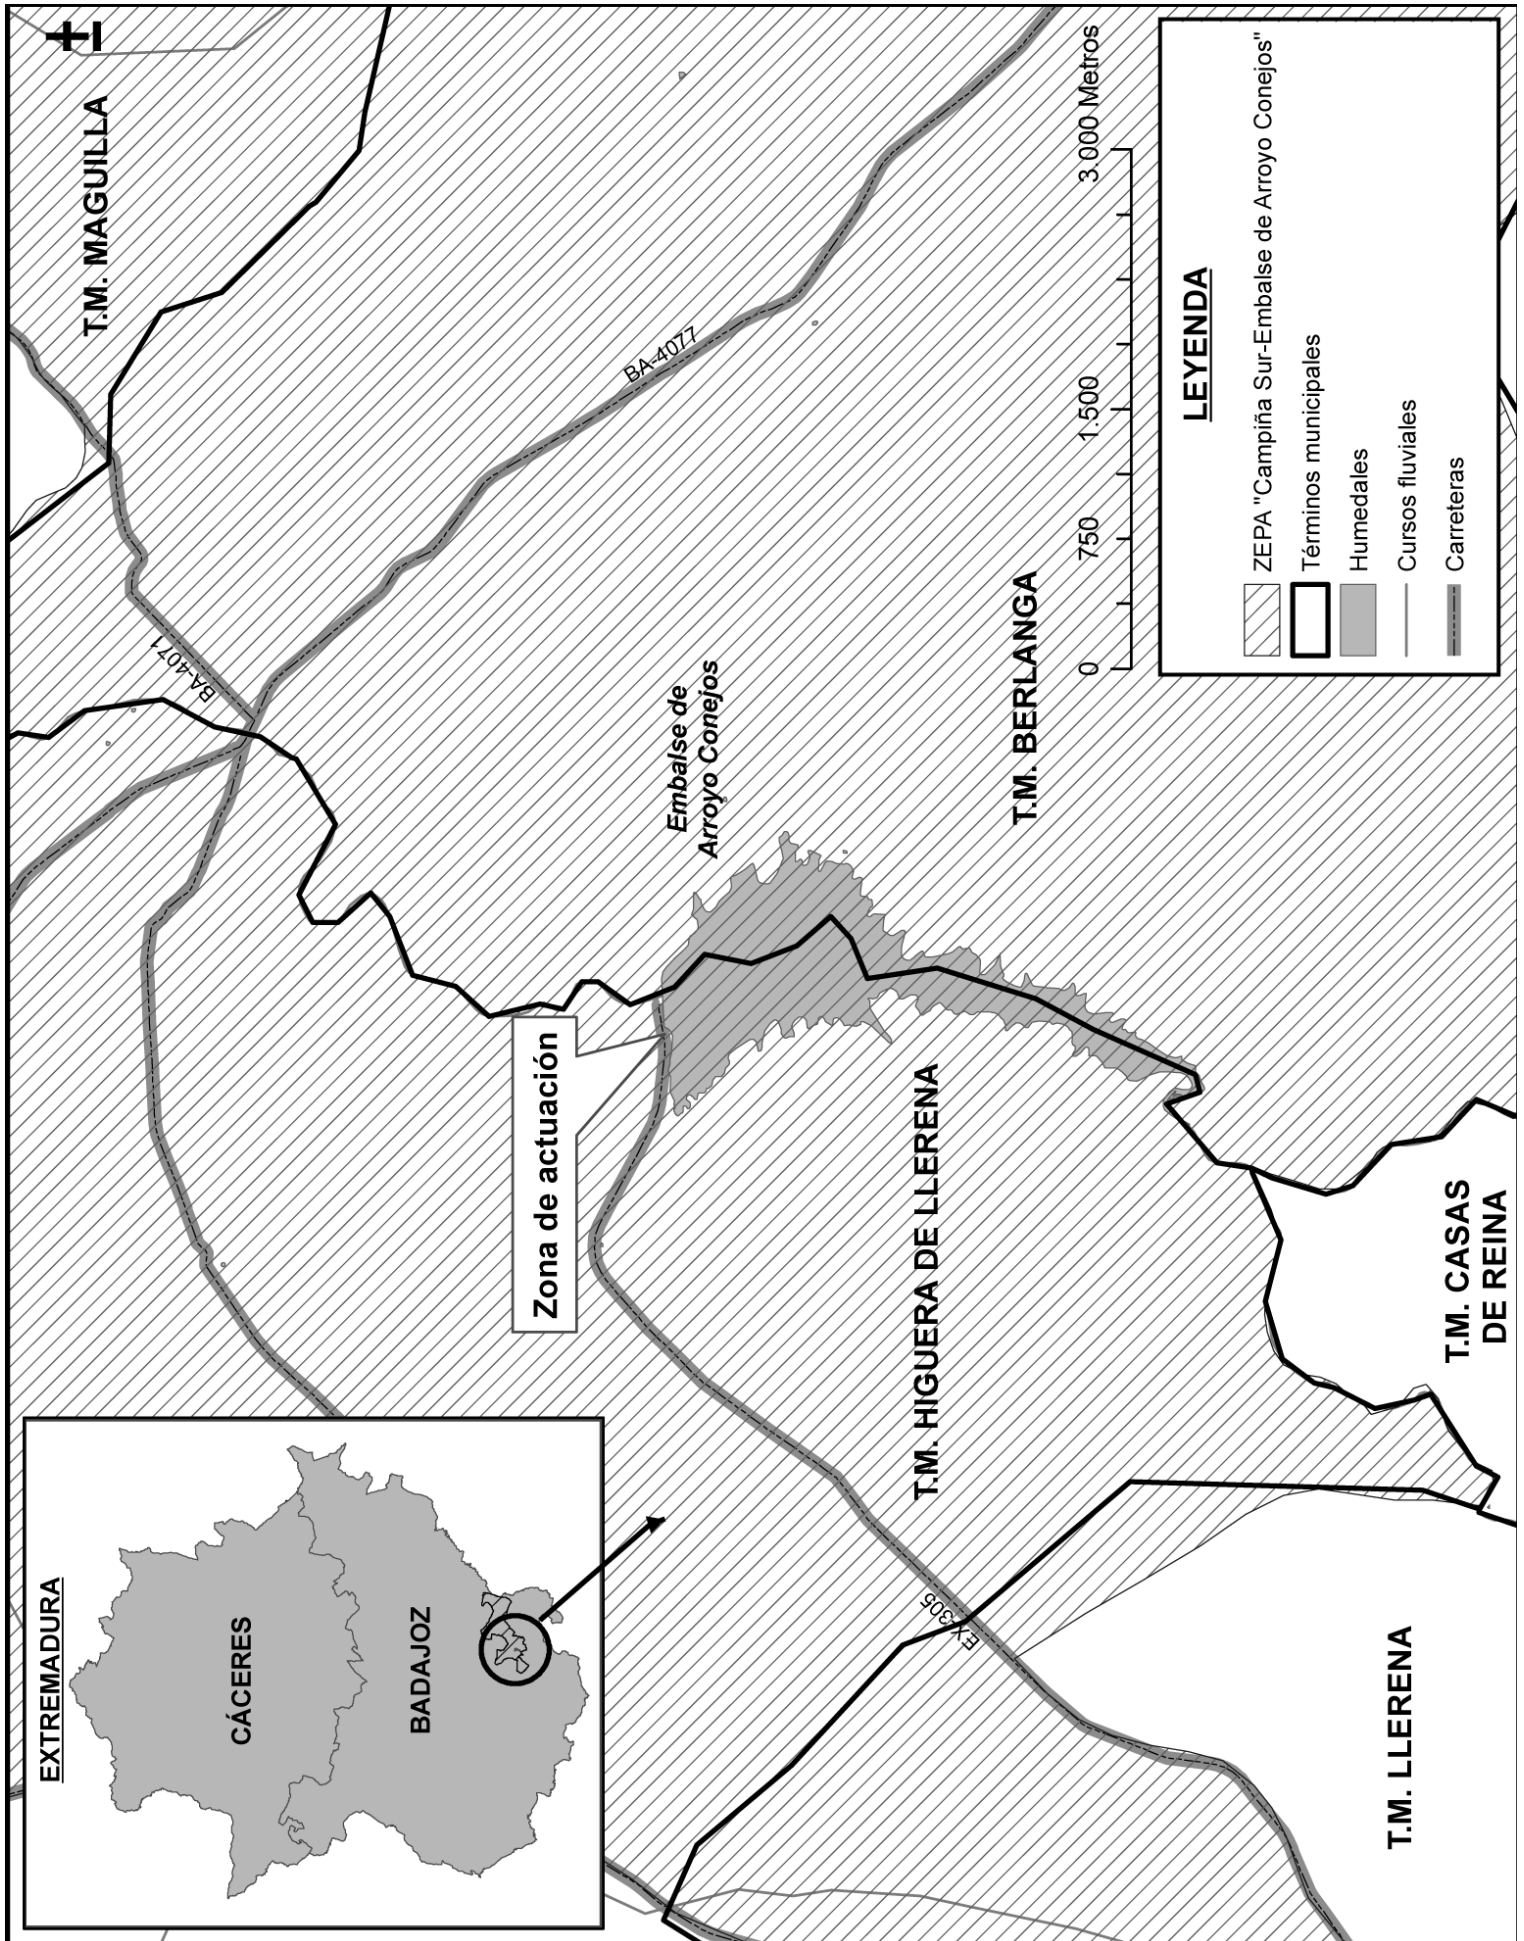 EXTREMADURA
CÁCERES
BADAJOZ
T.M. MAGUILLA
BA-4071
BA-4077
Zona de actuación
Embalse de
Arroyo Conejos
T.M. HIGUERA DE LLERENA
T.M. BERLANGA
EX-305
T.M. LLERENA
T.M. CASAS
DE REINA
0 750 1.500 3.000 Metros
LEYENDA
ZEPA "Campiña Sur-Embalse de Arroyo Conejos"
Términos municipales
Humedales
Cursos fluviales
Carreteras